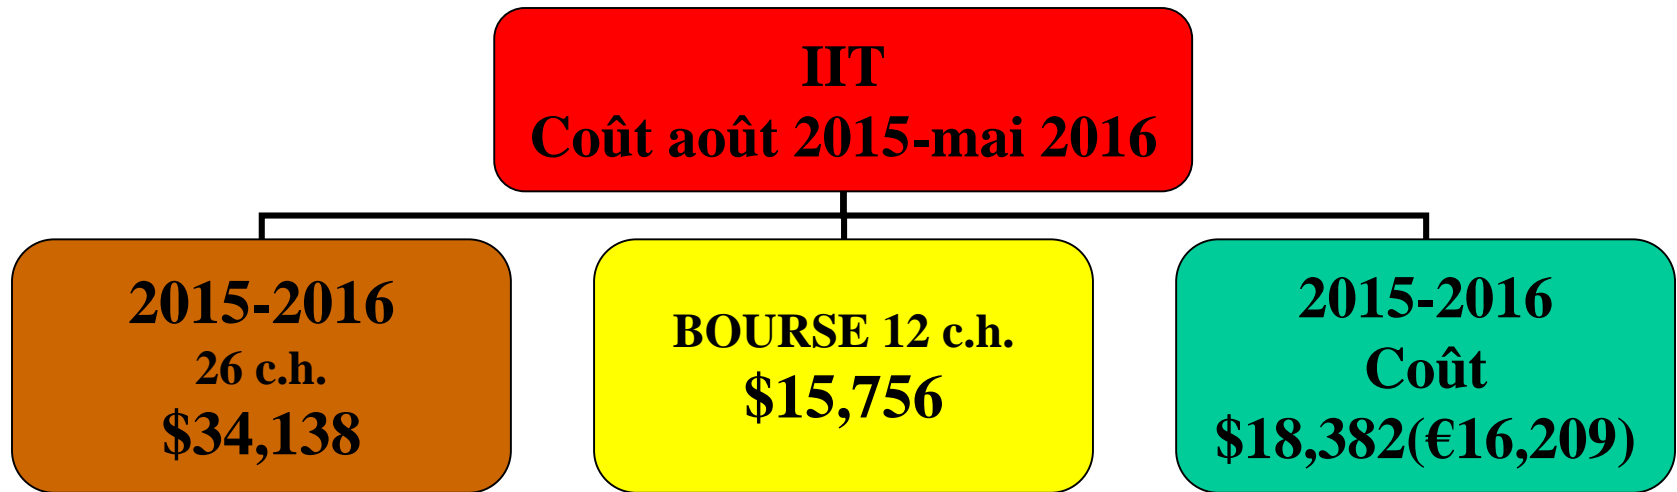 IIT
Coût août 2015-mai 2016
2015-2016
26 c.h.
$34,138
BOURSE 12 c.h.
$15,756
2015-2016
Coût
$18,382(€16,209)